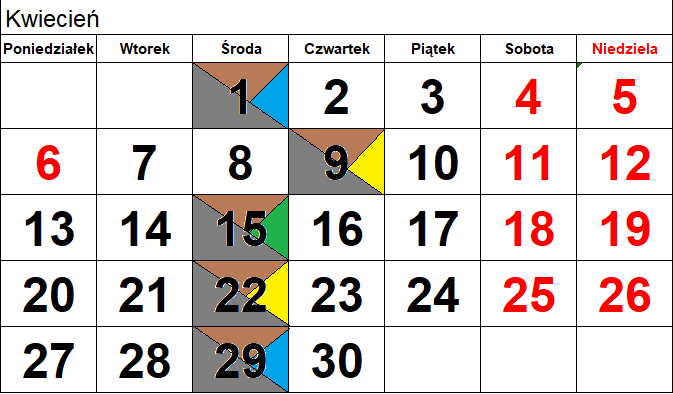 Kwiecień
Poniedziałek Wtorek Środa Czwartek Piątek Sobota Niedziela
1 2 3 4 5
6 7 8 9 10 11 12
13 14 15 16 17 18 19
20 21 22 23 24 25 26
27 28 29 30